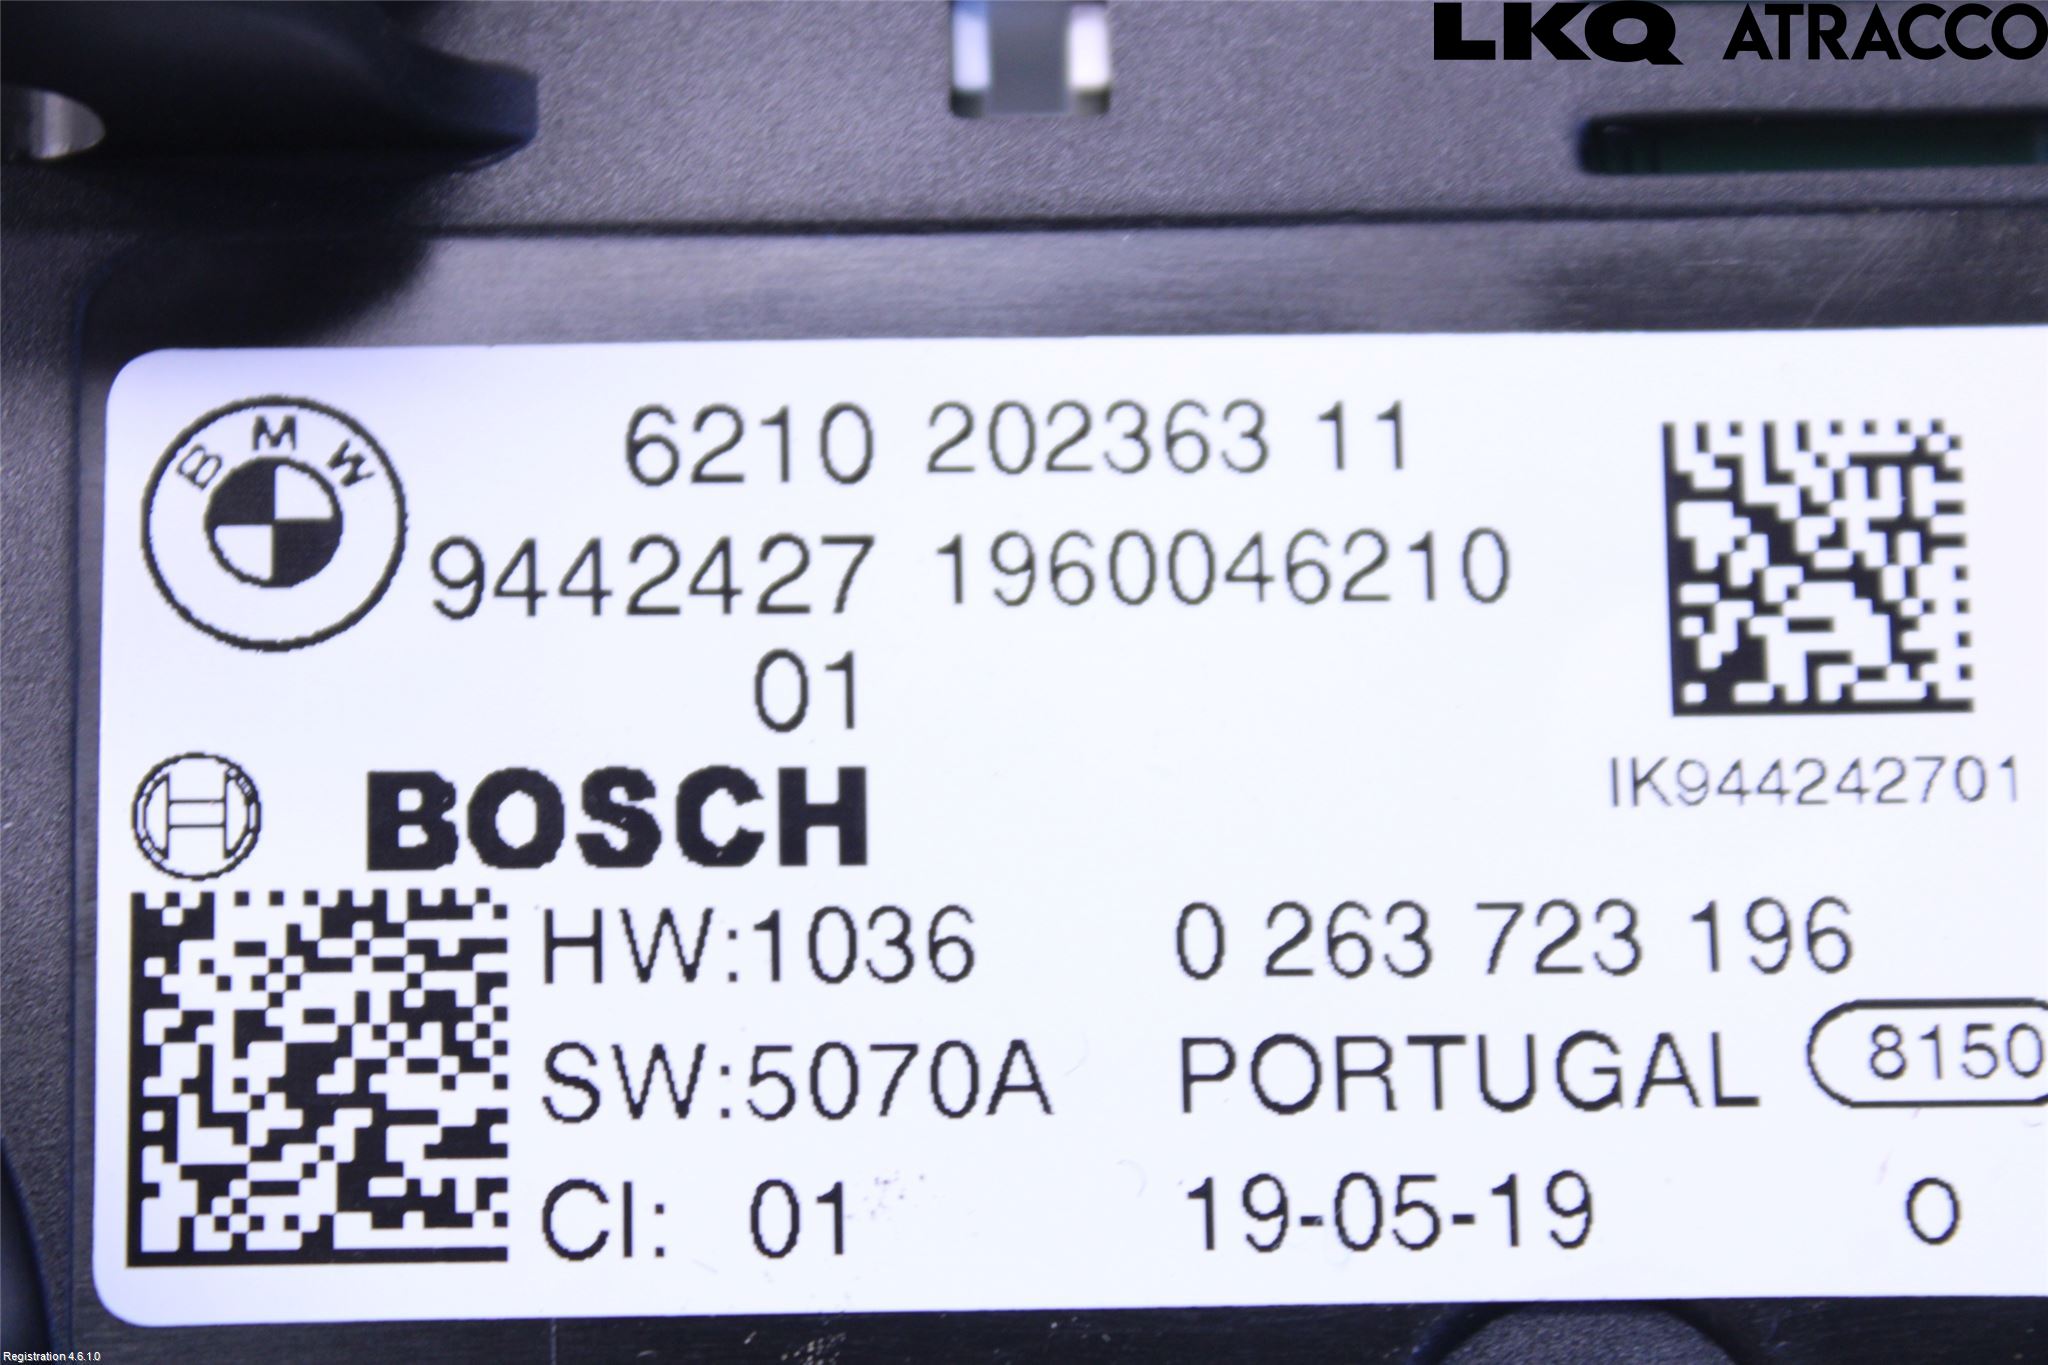 LKQ ATRACCO
BMW
6210 202363 11
9442427 1960046210
01
IK944242701
BOSCH
HW:1036 0 263 723 196
SW:5070A PORTUGAL 8150
CI: 01 19-05-19 O
Registration 4.6.1.0